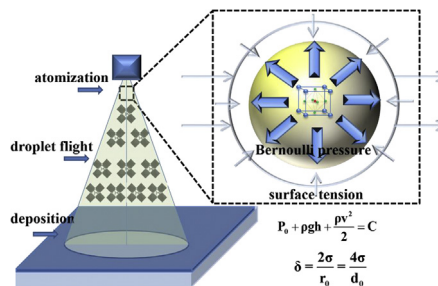 atomization
droplet flight
deposition
Bernoulli pressure
surface tension
P₀ + ρgh + ρv²/2 = C
δ = 2σ/r₀ = 4σ/d₀